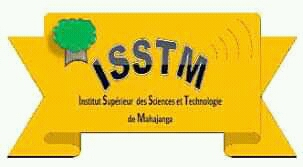 ISSTM
Institut Supérieur des Sciences et Technologie
de Mahajanga